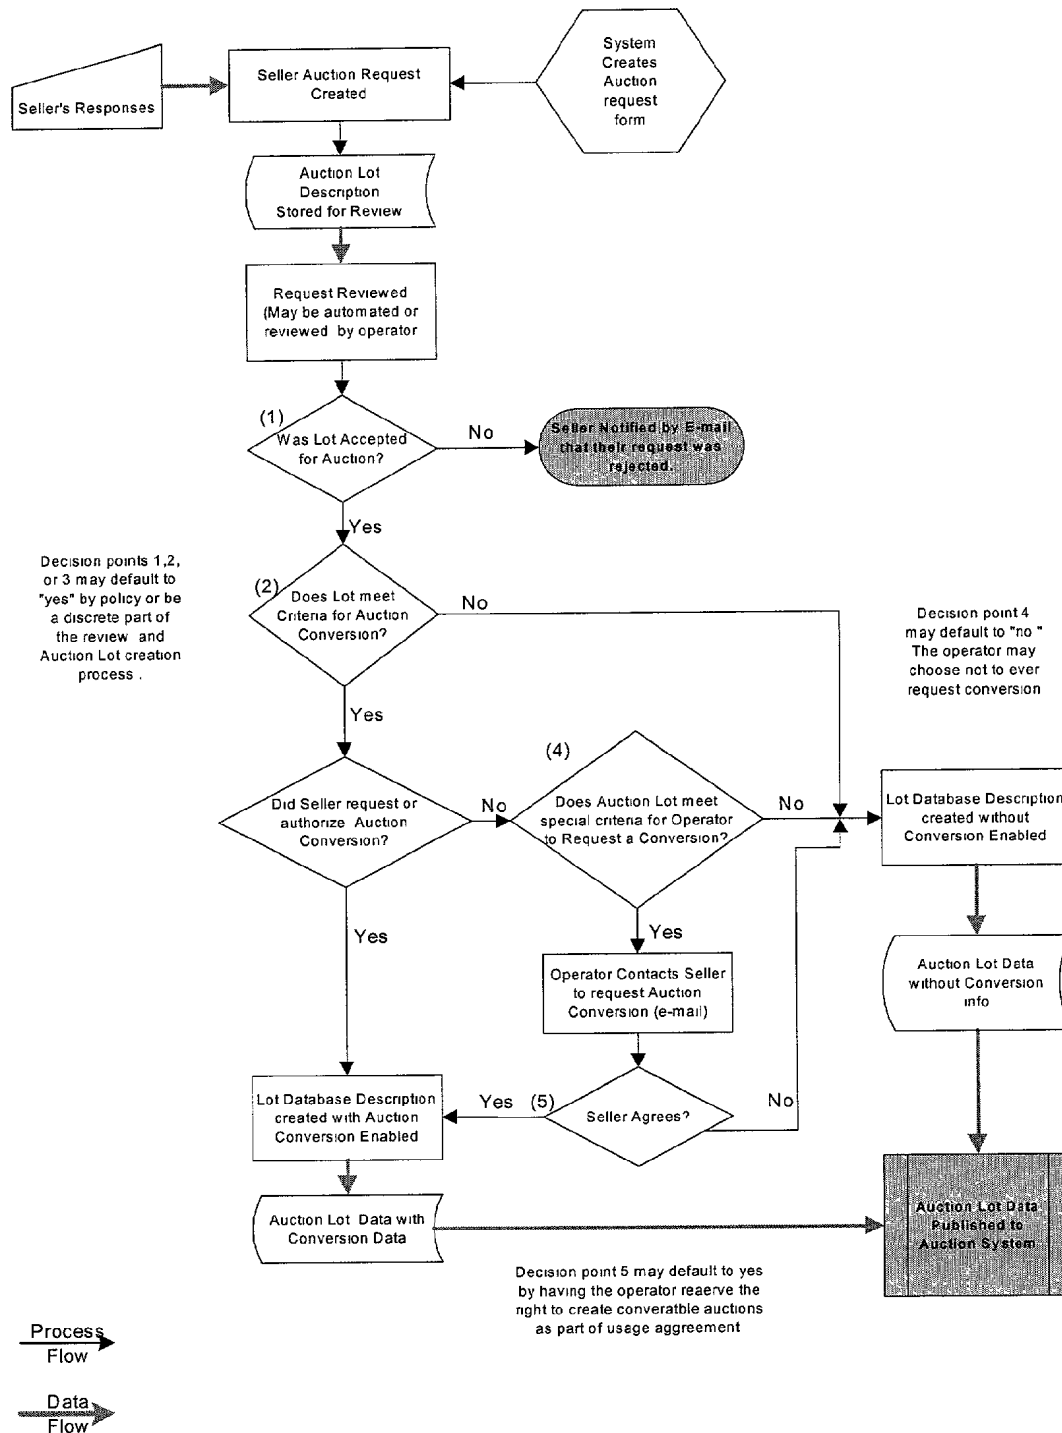 System
Creates
Auction
request
form
Seller Auction Request
Created
Seller's Responses
Auction Lot
Description
Stored for Review
Request Reviewed
(May be automated or
reviewed by operator
(1)
Was Lot Accepted
for Auction?
No
Seller Notified by E-mail
that their request was
rejected.
Yes
Decision points 1,2,
or 3 may default to
"yes" by policy or be
a discrete part of
the review and
Auction Lot creation
process .
(2)
Does Lot meet
Criteria for Auction
Conversion?
No
Decision point 4
may default to "no "
The operator may
choose not to ever
request conversion
Yes
(4)
Did Seller request or
authorize Auction
Conversion?
No
Does Auction Lot meet
special criteria for Operator
to Request a Conversion?
No
Lot Database Description
created without
Conversion Enabled
Yes
Yes
Operator Contacts Seller
to request Auction
Conversion (e-mail)
Auction Lot Data
without Conversion
info
Lot Database Description
created with Auction
Conversion Enabled
Yes
(5)
Seller Agrees?
No
Auction Lot Data with
Conversion Data
Auction Lot Data
Published to
Auction System
Decision point 5 may default to yes
by having the operator reaerve the
right to create converatble auctions
as part of usage aggreement
Process
Flow
Data
Flow